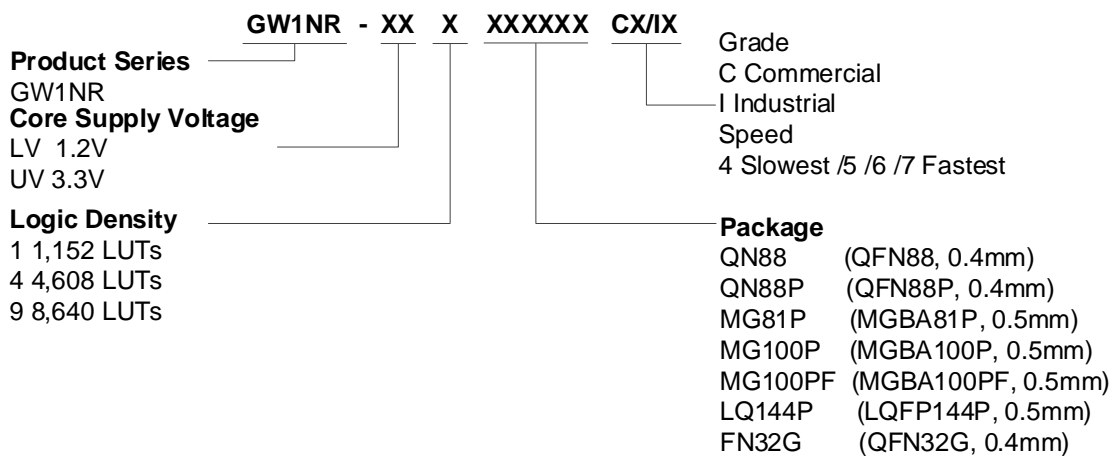 GW1NR - XX X XXXXXX CX/IX
Product Series
GW1NR
Core Supply Voltage
LV 1.2V
UV 3.3V
Logic Density
1 1,152 LUTs
4 4,608 LUTs
9 8,640 LUTs
Grade
C Commercial
I Industrial
Speed
4 Slowest /5 /6 /7 Fastest
Package
QN88 (QFN88, 0.4mm)
QN88P (QFN88P, 0.4mm)
MG81P (MGBA81P, 0.5mm)
MG100P (MGBA100P, 0.5mm)
MG100PF (MGBA100PF, 0.5mm)
LQ144P (LQFP144P, 0.5mm)
FN32G (QFN32G, 0.4mm)